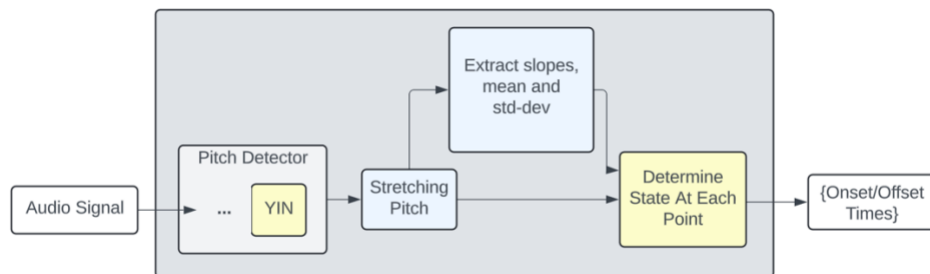 Audio Signal
Pitch Detector
...
YIN
Stretching
Pitch
Extract slopes,
mean and
std-dev
Determine
State At Each
Point
{Onset/Offset
Times}